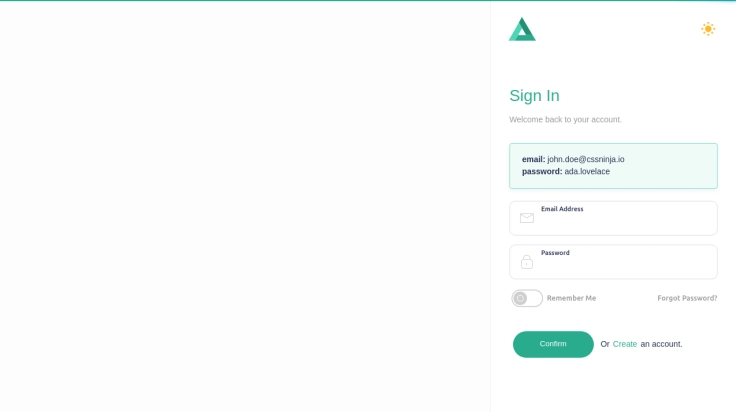 Sign In
Welcome back to your account.
email: john.doe@cssninja.io
password: ada.lovelace
Email Address
Password
Remember Me
Forgot Password?
Confirm
Or Create an account.